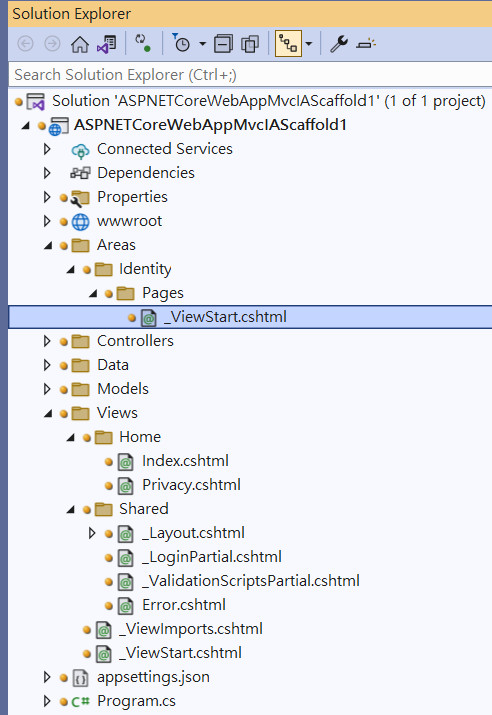 Solution Explorer
Search Solution Explorer (Ctrl+;)
Solution 'ASPNETCoreWebAppMvcIAScaffold1' (1 of 1 project)
ASPNETCoreWebAppMvcIAScaffold1
Connected Services
Dependencies
Properties
wwwroot
Areas
Identity
Pages
_ViewStart.cshtml
Controllers
Data
Models
Views
Home
Index.cshtml
Privacy.cshtml
Shared
_Layout.cshtml
_LoginPartial.cshtml
_ValidationScriptsPartial.cshtml
Error.cshtml
_ViewImports.cshtml
_ViewStart.cshtml
appsettings.json
C# Program.cs